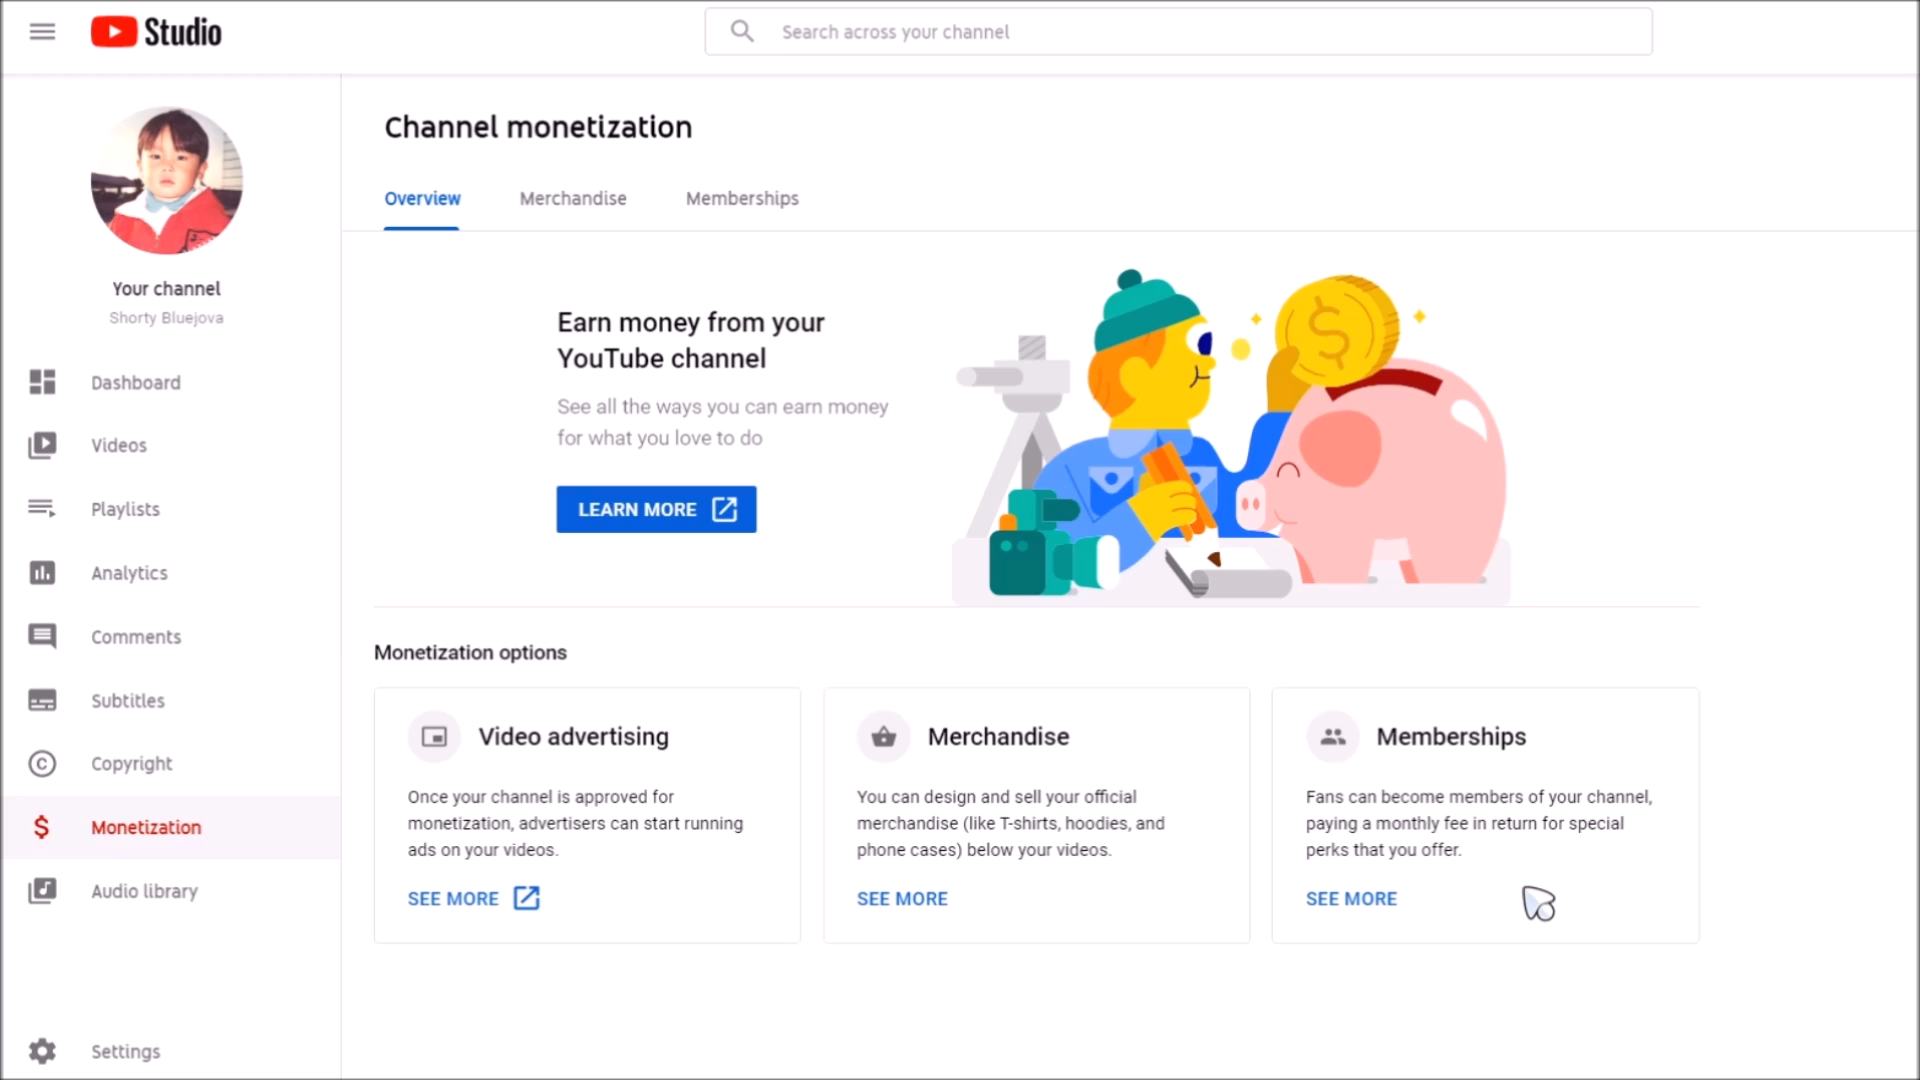 Studio
Search across your channel
Your channel
Shorty Bluejova
Dashboard
Videos
Playlists
Analytics
Comments
Subtitles
Copyright
Monetization
Audio library
Settings
Channel monetization
Overview
Merchandise
Memberships
Earn money from your
YouTube channel
See all the ways you can earn money
for what you love to do
LEARN MORE
Monetization options
Video advertising
Once your channel is approved for
monetization, advertisers can start running
ads on your videos.
SEE MORE
Merchandise
You can design and sell your official
merchandise (like T-shirts, hoodies, and
phone cases) below your videos.
SEE MORE
Memberships
Fans can become members of your channel,
paying a monthly fee in return for special
perks that you offer.
SEE MORE